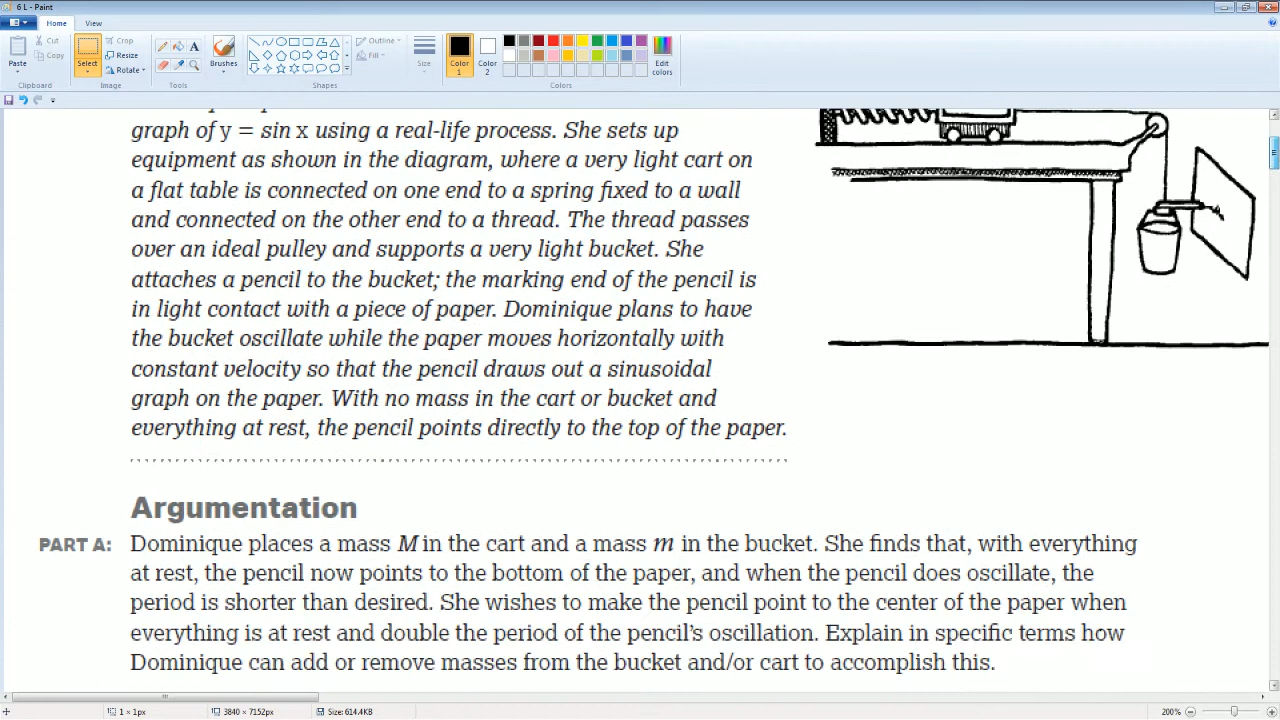 6 L - Paint
Home View
Paste
Cut
Copy
Clipboard
Select
Crop
Resize
Rotate
Image
A
Tools
Brushes
Shapes
Outline
Fill
Size
Color 1
Color 2
Edit colors
Colors
graph of y = sin x using a real-life process. She sets up
equipment as shown in the diagram, where a very light cart on
a flat table is connected on one end to a spring fixed to a wall
and connected on the other end to a thread. The thread passes
over an ideal pulley and supports a very light bucket. She
attaches a pencil to the bucket; the marking end of the pencil is
in light contact with a piece of paper. Dominique plans to have
the bucket oscillate while the paper moves horizontally with
constant velocity so that the pencil draws out a sinusoidal
graph on the paper. With no mass in the cart or bucket and
everything at rest, the pencil points directly to the top of the paper.
Argumentation
PART A: Dominique places a mass M in the cart and a mass m in the bucket. She finds that, with everything
at rest, the pencil now points to the bottom of the paper, and when the pencil does oscillate, the
period is shorter than desired. She wishes to make the pencil point to the center of the paper when
everything is at rest and double the period of the pencil's oscillation. Explain in specific terms how
Dominique can add or remove masses from the bucket and/or cart to accomplish this.
1 × 1px
3840 × 7152px
Size: 614.4KB
200%